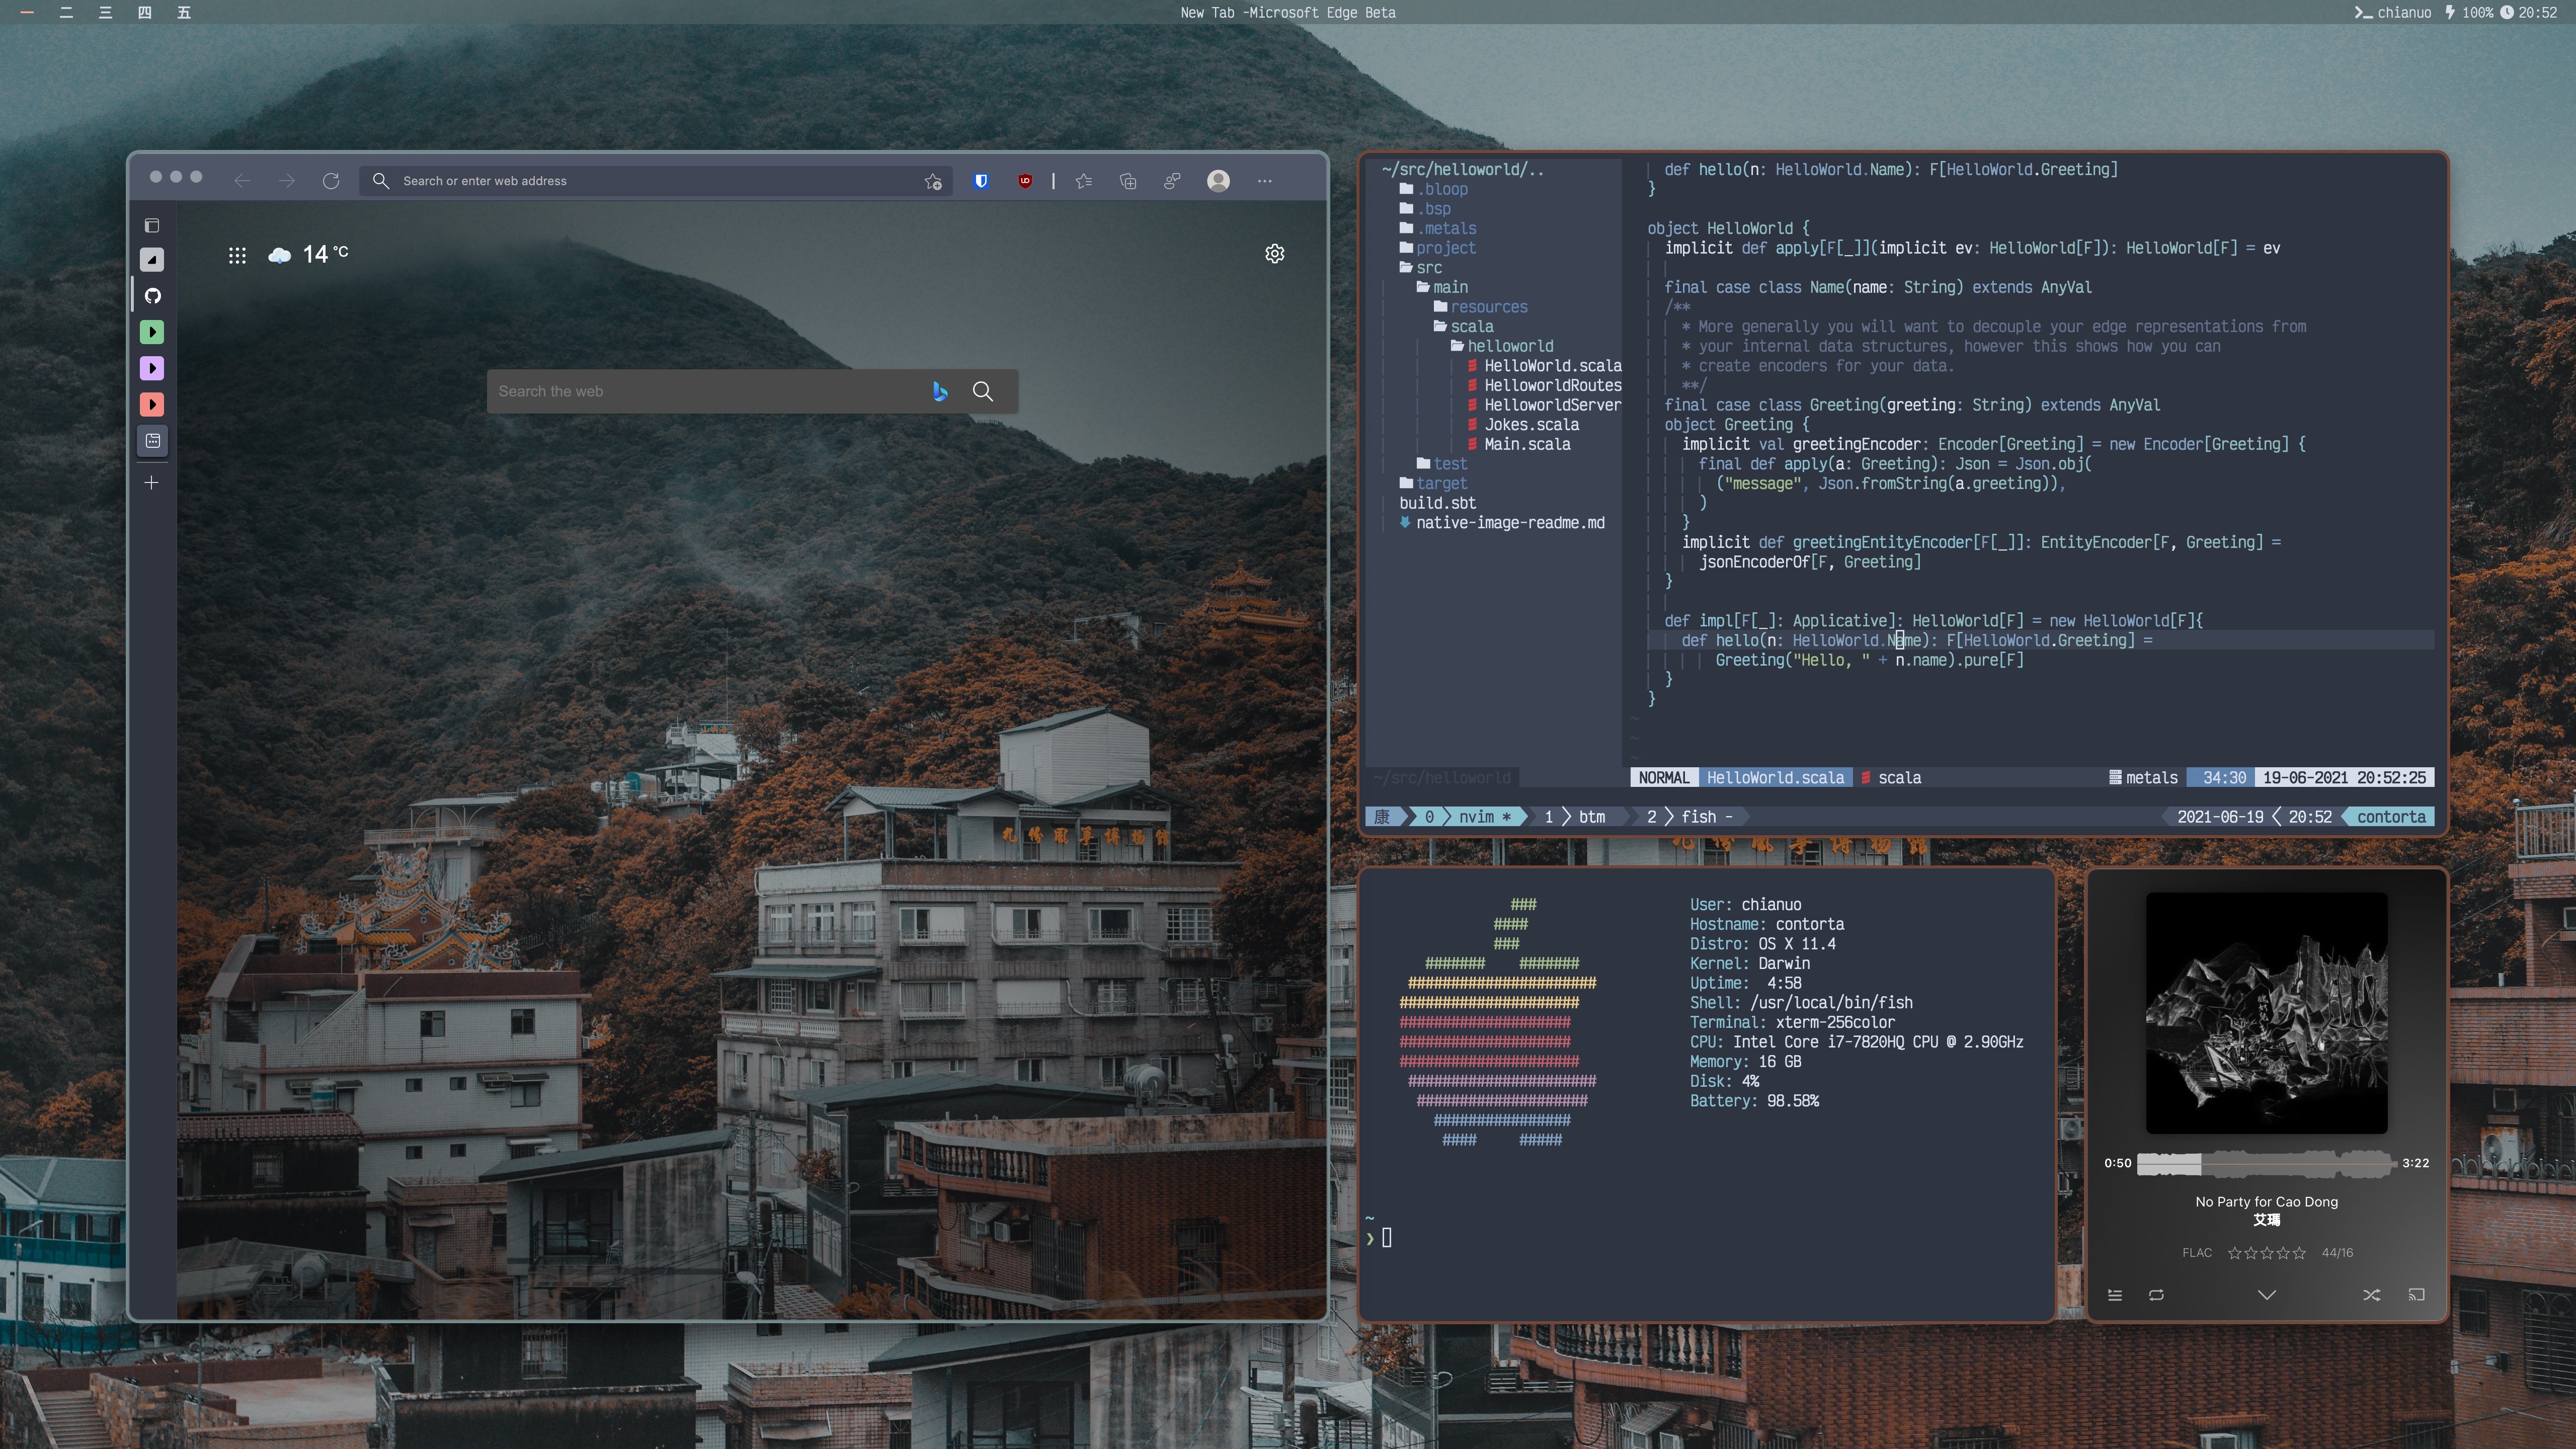 一 二 三 四 五
New Tab -Microsoft Edge Beta
chianuo 100% 20:52
Search or enter web address
14 °C
Search the web
九份風箏博物館
~/src/helloworld/..
.bloop
.bsp
.metals
project
src
main
resources
scala
helloworld
HelloWorld.scala
HelloworldRoutes
HelloworldServer
Jokes.scala
Main.scala
test
target
build.sbt
native-image-readme.md
~/src/helloworld
def hello(n: HelloWorld.Name): F[HelloWorld.Greeting]
}
object HelloWorld {
implicit def apply[F[_]](implicit ev: HelloWorld[F]): HelloWorld[F] = ev
final case class Name(name: String) extends AnyVal
/**
* More generally you will want to decouple your edge representations from
* your internal data structures, however this shows how you can
* create encoders for your data.
**/
final case class Greeting(greeting: String) extends AnyVal
object Greeting {
implicit val greetingEncoder: Encoder[Greeting] = new Encoder[Greeting] {
final def apply(a: Greeting): Json = Json.obj(
("message", Json.fromString(a.greeting)),
)
}
implicit def greetingEntityEncoder[F[_]]: EntityEncoder[F, Greeting] =
jsonEncoderOf[F, Greeting]
}
def impl[F[_]: Applicative]: HelloWorld[F] = new HelloWorld[F]{
def hello(n: HelloWorld.Name): F[HelloWorld.Greeting] =
Greeting("Hello, " + n.name).pure[F]
}
}
~
~
~
NORMAL HelloWorld.scala scala metals 34:30 19-06-2021 20:52:25
康 0 nvim * 1 btm 2 fish - 2021-06-19 20:52 contorta
###
####
###
####### #######
######################
#####################
####################
####################
#####################
######################
####################
################
#### #####
User: chianuo
Hostname: contorta
Distro: OS X 11.4
Kernel: Darwin
Uptime: 4:58
Shell: /usr/local/bin/fish
Terminal: xterm-256color
CPU: Intel Core i7-7820HQ CPU @ 2.90GHz
Memory: 16 GB
Disk: 4%
Battery: 98.58%
~
❯
0:50 3:22
No Party for Cao Dong
艾瑪
FLAC 44/16